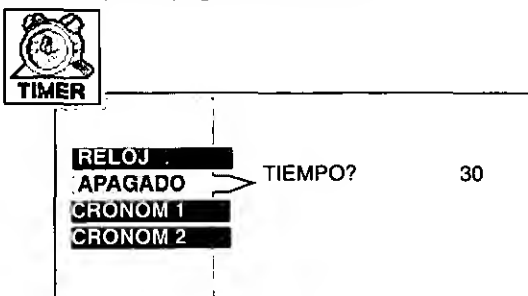 TIMER
RELOJ
APAGADO
TIEMPO? 30
CRONOM 1
CRONOM 2